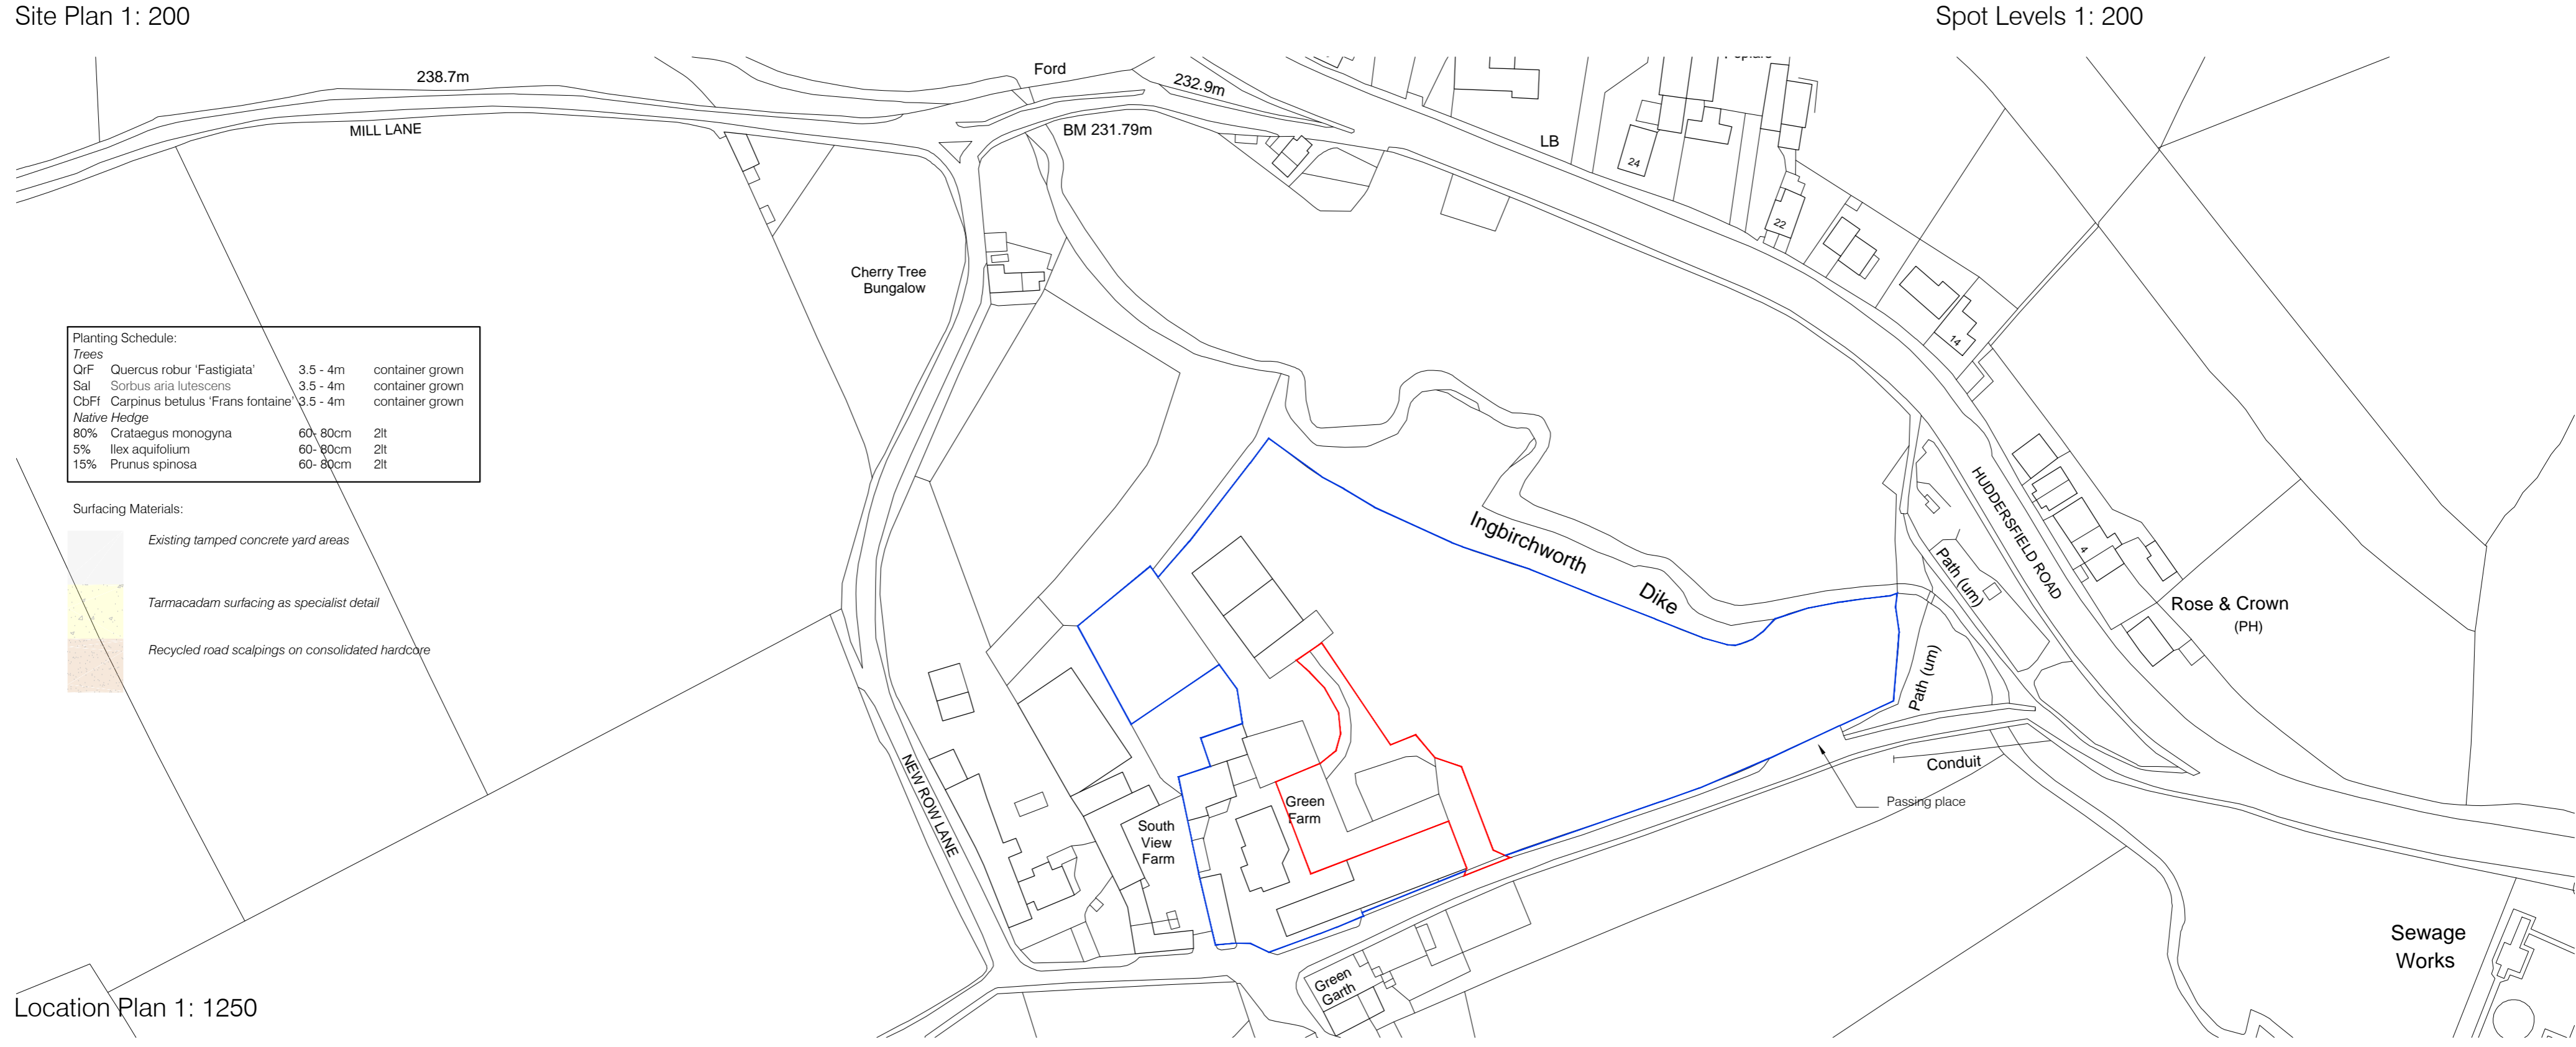 Site Plan 1: 200
Spot Levels 1: 200
238.7m
Ford
232.9m
MILL LANE
BM 231.79m
LB
24
22
Cherry Tree
Bungalow
14
Planting Schedule:
Trees
QrF Quercus robur 'Fastigiata' 3.5 - 4m container grown
Sal Sorbus aria lutescens 3.5 - 4m container grown
CbFf Carpinus betulus 'Frans fontaine' 3.5 - 4m container grown
Native Hedge
80% Crataegus monogyna 60- 80cm 2lt
5% Ilex aquifolium 60- 80cm 2lt
15% Prunus spinosa 60- 80cm 2lt
Surfacing Materials:
Existing tamped concrete yard areas
Tarmacadam surfacing as specialist detail
Recycled road scalpings on consolidated hardcore
Ingbirchworth
Dike
HUDDERSFIELD ROAD
4
Path (um)
Rose & Crown
(PH)
Path (um)
NEW ROW LANE
Conduit
Passing place
Green
Farm
South
View
Farm
Green
Garth
Sewage
Works
Location Plan 1: 1250